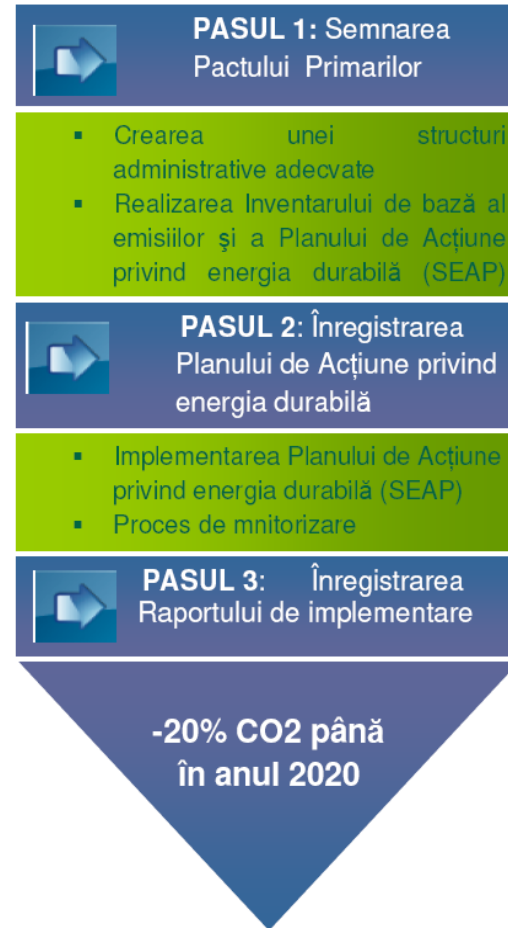 PASUL 1: Semnarea
Pactului Primarilor
▪ Crearea unei structuri
administrative adecvate
▪ Realizarea Inventarului de bază al
emisiilor şi a Planului de Acțiune
privind energia durabilă (SEAP)
PASUL 2: Înregistrarea
Planului de Acțiune privind
energia durabilă
▪ Implementarea Planului de Acțiune
privind energia durabilă (SEAP)
▪ Proces de mnitorizare
PASUL 3: Înregistrarea
Raportului de implementare
-20% CO2 până
în anul 2020